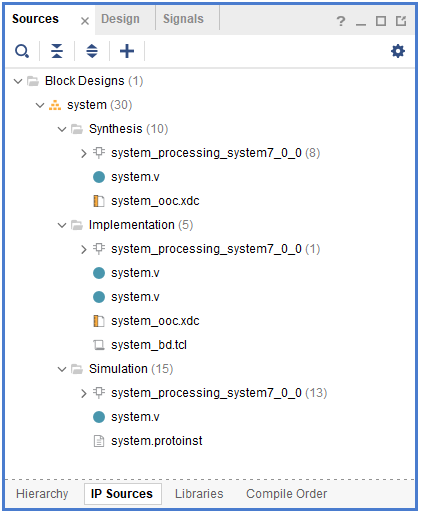 Sources × Design Signals ?
Block Designs (1)
system (30)
Synthesis (10)
system_processing_system7_0_0 (8)
system.v
system_ooc.xdc
Implementation (5)
system_processing_system7_0_0 (1)
system.v
system.v
system_ooc.xdc
system_bd.tcl
Simulation (15)
system_processing_system7_0_0 (13)
system.v
system.protoinst
Hierarchy IP Sources Libraries Compile Order